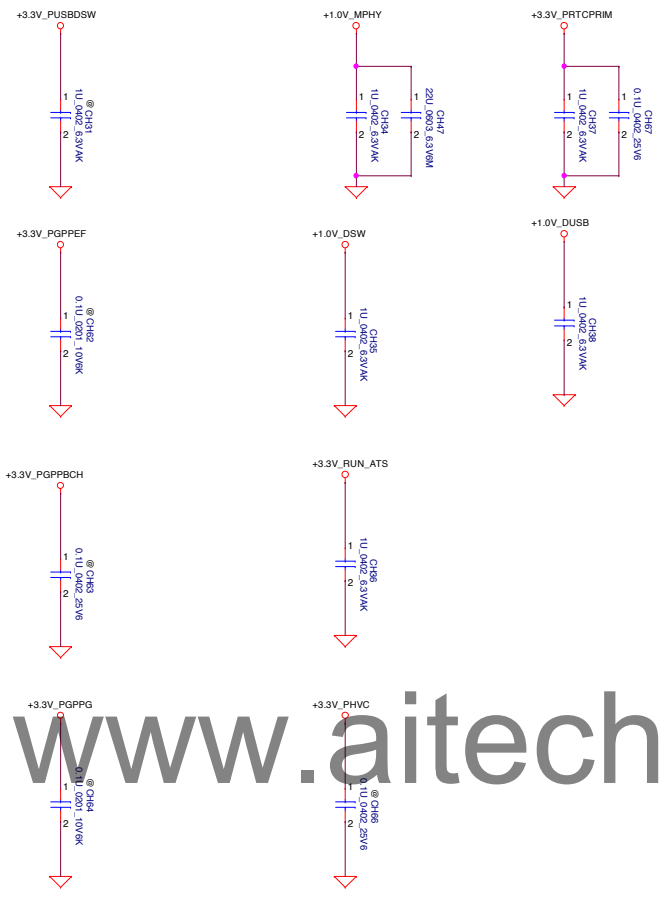 +3.3V_PUSBDSW
1
2
@ CH31
1U_0402_6.3VAK
+1.0V_MPHY
1
2
CH34
1U_0402_6.3VAK
1
2
CH47
22U_0603_6.3V6M
+3.3V_PRTCPRIM
1
2
CH37
1U_0402_6.3VAK
1
2
CH67
0.1U_0402_25V6
+3.3V_PGPPEF
1
2
@ CH62
0.1U_0201_10V6K
+1.0V_DSW
1
2
CH35
1U_0402_6.3VAK
+1.0V_DUSB
1
2
CH38
1U_0402_6.3VAK
+3.3V_PGPPBCH
1
2
@ CH63
0.1U_0402_25V6
+3.3V_RUN_ATS
1
2
CH36
1U_0402_6.3VAK
+3.3V_PGPPG
1
2
@ CH64
0.1U_0201_10V6K
+3.3V_PHVC
1
2
@ CH66
0.1U_0402_25V6
www.aitech